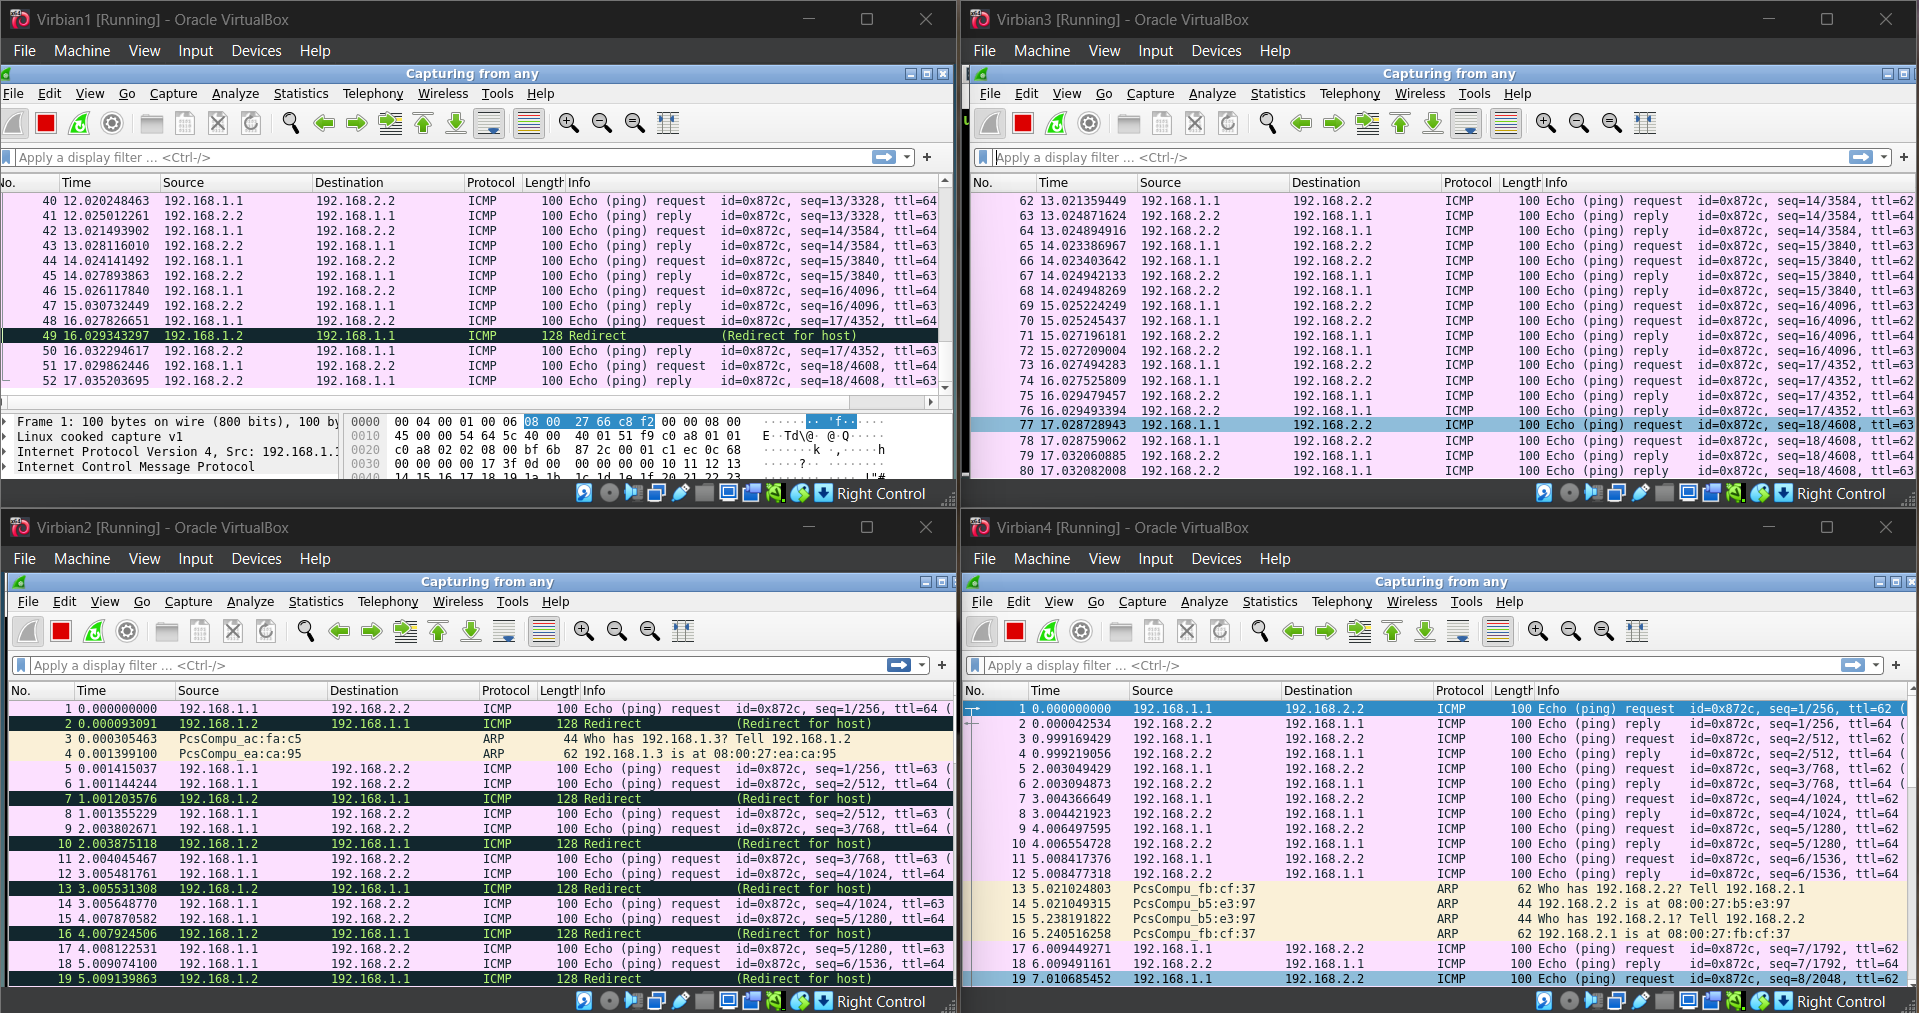 Virbian1 [Running] - Oracle VirtualBox
File Machine View Input Devices Help
Capturing from any
File Edit View Go Capture Analyze Statistics Telephony Wireless Tools Help
Apply a display filter ... <Ctrl-/>
No. Time Source Destination Protocol Length Info
40 12.020248463 192.168.1.1 192.168.2.2 ICMP 100 Echo (ping) request id=0x872c, seq=13/3328, ttl=64
41 12.025012261 192.168.2.2 192.168.1.1 ICMP 100 Echo (ping) reply id=0x872c, seq=13/3328, ttl=63
42 13.021493902 192.168.1.1 192.168.2.2 ICMP 100 Echo (ping) request id=0x872c, seq=14/3584, ttl=64
43 13.028116010 192.168.2.2 192.168.1.1 ICMP 100 Echo (ping) reply id=0x872c, seq=14/3584, ttl=63
44 14.024141492 192.168.1.1 192.168.2.2 ICMP 100 Echo (ping) request id=0x872c, seq=15/3840, ttl=64
45 14.027893863 192.168.2.2 192.168.1.1 ICMP 100 Echo (ping) reply id=0x872c, seq=15/3840, ttl=63
46 15.026117840 192.168.1.1 192.168.2.2 ICMP 100 Echo (ping) request id=0x872c, seq=16/4096, ttl=64
47 15.030732449 192.168.2.2 192.168.1.1 ICMP 100 Echo (ping) reply id=0x872c, seq=16/4096, ttl=63
48 16.027826651 192.168.1.1 192.168.2.2 ICMP 100 Echo (ping) request id=0x872c, seq=17/4352, ttl=64
49 16.029343297 192.168.1.2 192.168.1.1 ICMP 128 Redirect (Redirect for host)
50 16.032294617 192.168.2.2 192.168.1.1 ICMP 100 Echo (ping) reply id=0x872c, seq=17/4352, ttl=63
51 17.029862446 192.168.1.1 192.168.2.2 ICMP 100 Echo (ping) request id=0x872c, seq=18/4608, ttl=64
52 17.035203695 192.168.2.2 192.168.1.1 ICMP 100 Echo (ping) reply id=0x872c, seq=18/4608, ttl=63
Frame 1: 100 bytes on wire (800 bits), 100 by
Linux cooked capture v1
Internet Protocol Version 4, Src: 192.168.1.1
Internet Control Message Protocol
0000 00 04 00 01 00 06 08 00 27 66 c8 f2 00 00 08 00 ········'f······
0010 45 00 00 54 64 5c 40 00 40 01 51 f9 c0 a8 01 01 E··Td\@·@·Q·····
0020 c0 a8 02 02 08 00 bf 6b 87 2c 00 01 c1 ec 0c 68 ·······k·,·····h
0030 00 00 00 00 17 3f 0d 00 00 00 00 00 10 11 12 13 ·····?··········
0040 14 15 16 17 18 19 1a 1b 1c 1d 1e 1f 20 21 22 23
Right Control
Virbian3 [Running] - Oracle VirtualBox
File Machine View Input Devices Help
Capturing from any
File Edit View Go Capture Analyze Statistics Telephony Wireless Tools Help
Apply a display filter ... <Ctrl-/>
No. Time Source Destination Protocol Length Info
62 13.021359449 192.168.1.1 192.168.2.2 ICMP 100 Echo (ping) request id=0x872c, seq=14/3584, ttl=62
63 13.024871624 192.168.2.2 192.168.1.1 ICMP 100 Echo (ping) reply id=0x872c, seq=14/3584, ttl=64
64 13.024894916 192.168.2.2 192.168.1.1 ICMP 100 Echo (ping) reply id=0x872c, seq=14/3584, ttl=63
65 14.023386967 192.168.1.1 192.168.2.2 ICMP 100 Echo (ping) request id=0x872c, seq=15/3840, ttl=63
66 14.023403642 192.168.1.1 192.168.2.2 ICMP 100 Echo (ping) request id=0x872c, seq=15/3840, ttl=62
67 14.024942133 192.168.2.2 192.168.1.1 ICMP 100 Echo (ping) reply id=0x872c, seq=15/3840, ttl=64
68 14.024948269 192.168.2.2 192.168.1.1 ICMP 100 Echo (ping) reply id=0x872c, seq=15/3840, ttl=63
69 15.025224249 192.168.1.1 192.168.2.2 ICMP 100 Echo (ping) request id=0x872c, seq=16/4096, ttl=63
70 15.025245437 192.168.1.1 192.168.2.2 ICMP 100 Echo (ping) request id=0x872c, seq=16/4096, ttl=62
71 15.027196181 192.168.2.2 192.168.1.1 ICMP 100 Echo (ping) reply id=0x872c, seq=16/4096, ttl=64
72 15.027209004 192.168.2.2 192.168.1.1 ICMP 100 Echo (ping) reply id=0x872c, seq=16/4096, ttl=63
73 16.027494283 192.168.1.1 192.168.2.2 ICMP 100 Echo (ping) request id=0x872c, seq=17/4352, ttl=63
74 16.027525809 192.168.1.1 192.168.2.2 ICMP 100 Echo (ping) request id=0x872c, seq=17/4352, ttl=62
75 16.029479457 192.168.2.2 192.168.1.1 ICMP 100 Echo (ping) reply id=0x872c, seq=17/4352, ttl=64
76 16.029493394 192.168.2.2 192.168.1.1 ICMP 100 Echo (ping) reply id=0x872c, seq=17/4352, ttl=63
77 17.028728943 192.168.1.1 192.168.2.2 ICMP 100 Echo (ping) request id=0x872c, seq=18/4608, ttl=63
78 17.028759062 192.168.1.1 192.168.2.2 ICMP 100 Echo (ping) request id=0x872c, seq=18/4608, ttl=62
79 17.032060885 192.168.2.2 192.168.1.1 ICMP 100 Echo (ping) reply id=0x872c, seq=18/4608, ttl=64
80 17.032082008 192.168.2.2 192.168.1.1 ICMP 100 Echo (ping) reply id=0x872c, seq=18/4608, ttl=63
Right Control
Virbian2 [Running] - Oracle VirtualBox
File Machine View Input Devices Help
Capturing from any
File Edit View Go Capture Analyze Statistics Telephony Wireless Tools Help
Apply a display filter ... <Ctrl-/>
No. Time Source Destination Protocol Length Info
1 0.000000000 192.168.1.1 192.168.2.2 ICMP 100 Echo (ping) request id=0x872c, seq=1/256, ttl=64 (
2 0.000093091 192.168.1.2 192.168.1.1 ICMP 128 Redirect (Redirect for host)
3 0.000305463 PcsCompu_ac:fa:c5 ARP 44 Who has 192.168.1.3? Tell 192.168.1.2
4 0.001399100 PcsCompu_ea:ca:95 ARP 62 192.168.1.3 is at 08:00:27:ea:ca:95
5 0.001415037 192.168.1.1 192.168.2.2 ICMP 100 Echo (ping) request id=0x872c, seq=1/256, ttl=63 (
6 1.001144244 192.168.1.1 192.168.2.2 ICMP 100 Echo (ping) request id=0x872c, seq=2/512, ttl=64 (
7 1.001203576 192.168.1.2 192.168.1.1 ICMP 128 Redirect (Redirect for host)
8 1.001355229 192.168.1.1 192.168.2.2 ICMP 100 Echo (ping) request id=0x872c, seq=2/512, ttl=63 (
9 2.003802671 192.168.1.1 192.168.2.2 ICMP 100 Echo (ping) request id=0x872c, seq=3/768, ttl=64 (
10 2.003875118 192.168.1.2 192.168.1.1 ICMP 128 Redirect (Redirect for host)
11 2.004045467 192.168.1.1 192.168.2.2 ICMP 100 Echo (ping) request id=0x872c, seq=3/768, ttl=63 (
12 3.005481761 192.168.1.1 192.168.2.2 ICMP 100 Echo (ping) request id=0x872c, seq=4/1024, ttl=64
13 3.005531308 192.168.1.2 192.168.1.1 ICMP 128 Redirect (Redirect for host)
14 3.005648770 192.168.1.1 192.168.2.2 ICMP 100 Echo (ping) request id=0x872c, seq=4/1024, ttl=63
15 4.007870582 192.168.1.1 192.168.2.2 ICMP 100 Echo (ping) request id=0x872c, seq=5/1280, ttl=64
16 4.007924506 192.168.1.2 192.168.1.1 ICMP 128 Redirect (Redirect for host)
17 4.008122531 192.168.1.1 192.168.2.2 ICMP 100 Echo (ping) request id=0x872c, seq=5/1280, ttl=63
18 5.009074100 192.168.1.1 192.168.2.2 ICMP 100 Echo (ping) request id=0x872c, seq=6/1536, ttl=64
19 5.009139863 192.168.1.2 192.168.1.1 ICMP 128 Redirect (Redirect for host)
Right Control
Virbian4 [Running] - Oracle VirtualBox
File Machine View Input Devices Help
Capturing from any
File Edit View Go Capture Analyze Statistics Telephony Wireless Tools Help
Apply a display filter ... <Ctrl-/>
No. Time Source Destination Protocol Length Info
1 0.000000000 192.168.1.1 192.168.2.2 ICMP 100 Echo (ping) request id=0x872c, seq=1/256, ttl=62 (
2 0.000042534 192.168.2.2 192.168.1.1 ICMP 100 Echo (ping) reply id=0x872c, seq=1/256, ttl=64 (
3 0.999169429 192.168.1.1 192.168.2.2 ICMP 100 Echo (ping) request id=0x872c, seq=2/512, ttl=62 (
4 0.999219056 192.168.2.2 192.168.1.1 ICMP 100 Echo (ping) reply id=0x872c, seq=2/512, ttl=64 (
5 2.003049429 192.168.1.1 192.168.2.2 ICMP 100 Echo (ping) request id=0x872c, seq=3/768, ttl=62 (
6 2.003094873 192.168.2.2 192.168.1.1 ICMP 100 Echo (ping) reply id=0x872c, seq=3/768, ttl=64 (
7 3.004366649 192.168.1.1 192.168.2.2 ICMP 100 Echo (ping) request id=0x872c, seq=4/1024, ttl=62
8 3.004421923 192.168.2.2 192.168.1.1 ICMP 100 Echo (ping) reply id=0x872c, seq=4/1024, ttl=64
9 4.006497595 192.168.1.1 192.168.2.2 ICMP 100 Echo (ping) request id=0x872c, seq=5/1280, ttl=62
10 4.006554728 192.168.2.2 192.168.1.1 ICMP 100 Echo (ping) reply id=0x872c, seq=5/1280, ttl=64
11 5.008417376 192.168.1.1 192.168.2.2 ICMP 100 Echo (ping) request id=0x872c, seq=6/1536, ttl=62
12 5.008477318 192.168.2.2 192.168.1.1 ICMP 100 Echo (ping) reply id=0x872c, seq=6/1536, ttl=64
13 5.021024803 PcsCompu_fb:cf:37 ARP 62 Who has 192.168.2.2? Tell 192.168.2.1
14 5.021049315 PcsCompu_b5:e3:97 ARP 44 192.168.2.2 is at 08:00:27:b5:e3:97
15 5.238191822 PcsCompu_b5:e3:97 ARP 44 Who has 192.168.2.1? Tell 192.168.2.2
16 5.240516258 PcsCompu_fb:cf:37 ARP 62 192.168.2.1 is at 08:00:27:fb:cf:37
17 6.009449271 192.168.1.1 192.168.2.2 ICMP 100 Echo (ping) request id=0x872c, seq=7/1792, ttl=62
18 6.009491161 192.168.2.2 192.168.1.1 ICMP 100 Echo (ping) reply id=0x872c, seq=7/1792, ttl=64
19 7.010685452 192.168.1.1 192.168.2.2 ICMP 100 Echo (ping) request id=0x872c, seq=8/2048, ttl=62
Right Control